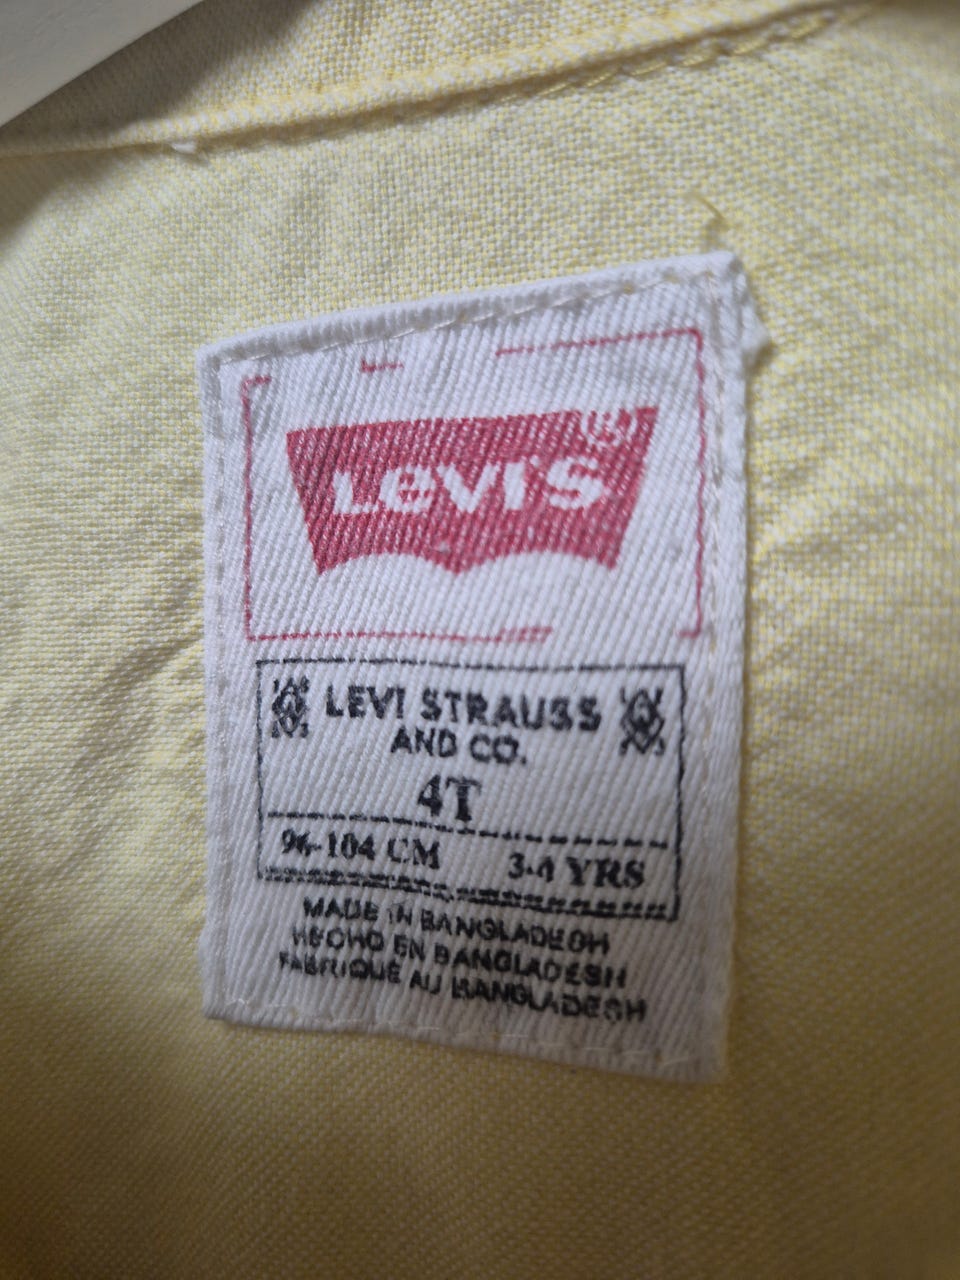 LEVI'S ®
LEVI STRAUSS
AND CO.
4T
96-104 CM 3-4 YRS
MADE IN BANGLADESH
HECHO EN BANGLADESH
FABRIQUÉ AU BANGLADESH